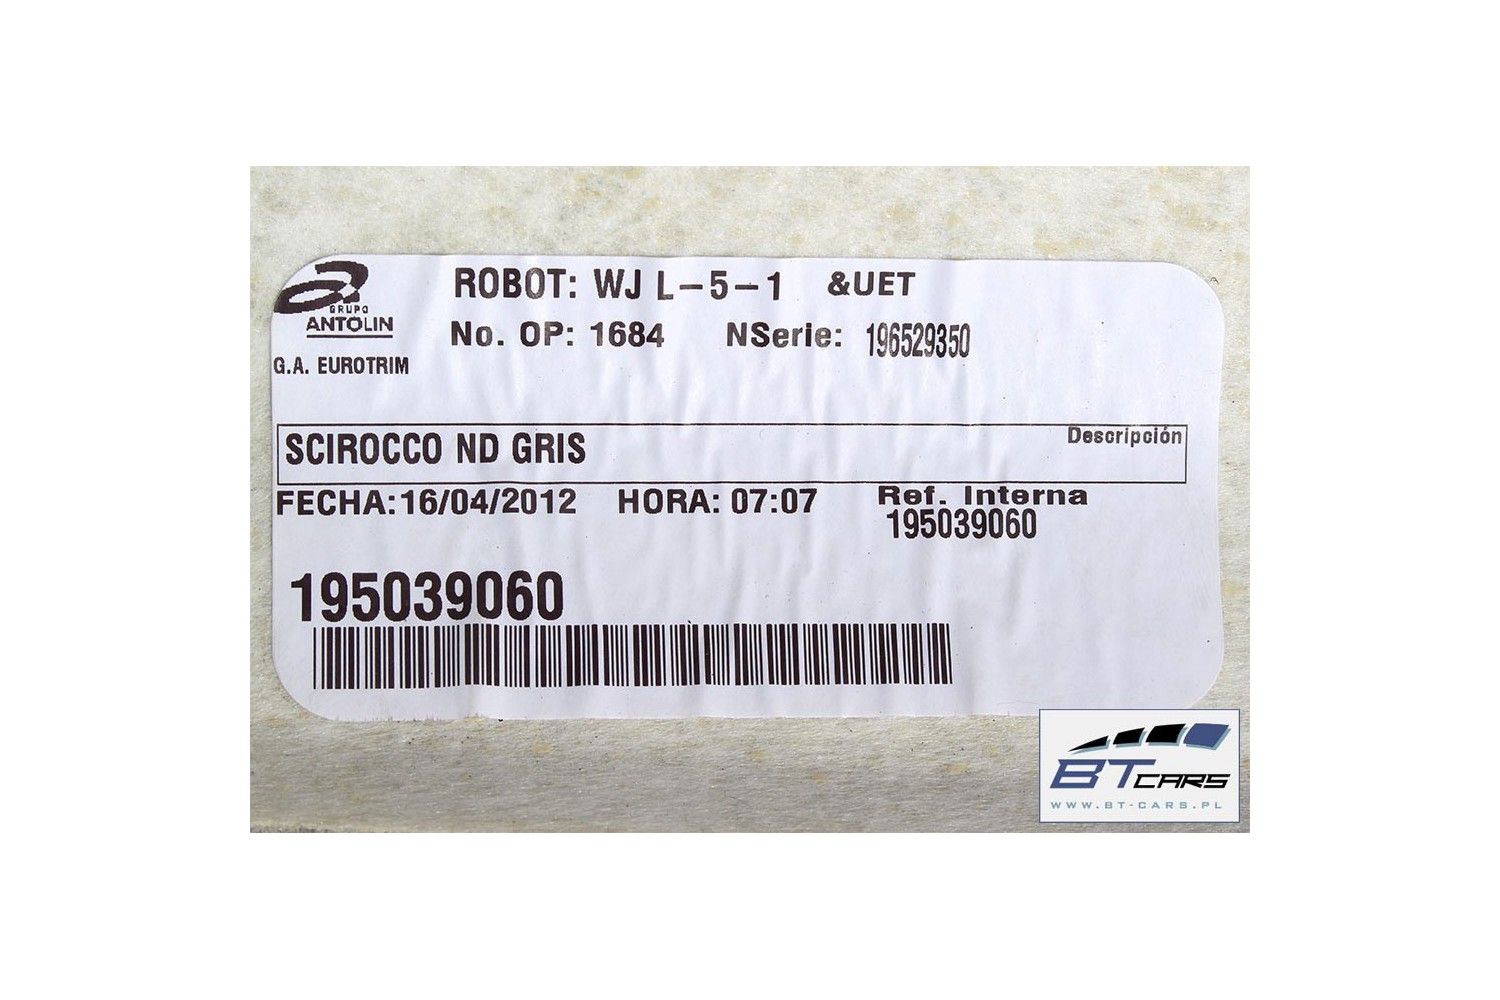 GRUPO
ANTOLIN
G.A. EUROTRIM
ROBOT: WJ L-5-1 &UET
No. OP: 1684 NSerie: 196529350
Descripción
SCIROCCO ND GRIS
FECHA:16/04/2012 HORA: 07:07 Ref. Interna
195039060
195039060
BT CARS
WWW.BT-CARS.PL